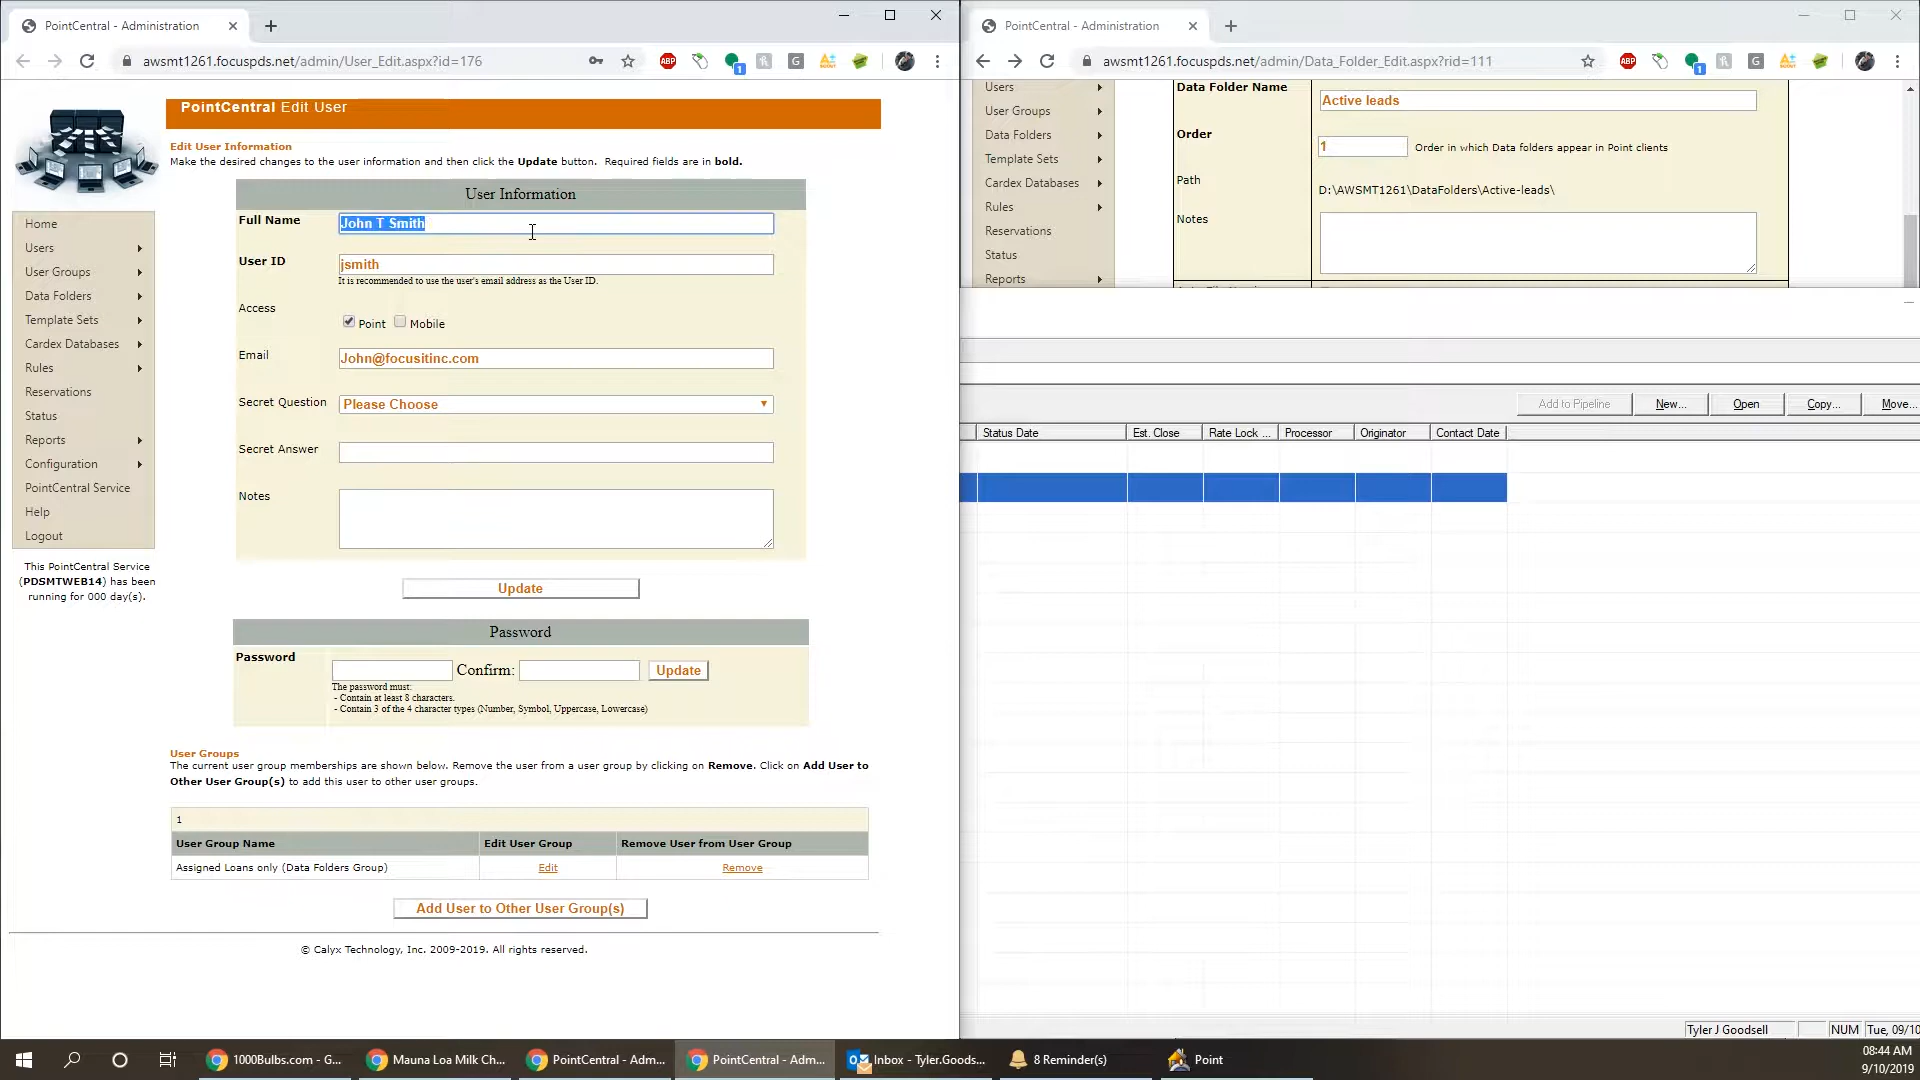 PointCentral - Administration
awsmt1261.focuspds.net/admin/User_Edit.aspx?id=176
ABP
1
G
PointCentral Edit User
Edit User Information
Make the desired changes to the user information and then click the Update button. Required fields are in bold.
User Information
Full Name
John T Smith
User ID
jsmith
It is recommended to use the user's email address as the User ID.
Access
Point
Mobile
Email
John@focusitinc.com
Secret Question
Please Choose
Secret Answer
Notes
Update
Password
Password
Confirm:
Update
The password must:
- Contain at least 8 characters.
- Contain 3 of the 4 character types (Number, Symbol, Uppercase, Lowercase)
User Groups
The current user group memberships are shown below. Remove the user from a user group by clicking on Remove. Click on Add User to
Other User Group(s) to add this user to other user groups.
1
User Group Name
Edit User Group
Remove User from User Group
Assigned Loans only (Data Folders Group)
Edit
Remove
Add User to Other User Group(s)
© Calyx Technology, Inc. 2009-2019. All rights reserved.
Home
Users
User Groups
Data Folders
Template Sets
Cardex Databases
Rules
Reservations
Status
Reports
Configuration
PointCentral Service
Help
Logout
This PointCentral Service
(PDSMTWEB14) has been
running for 000 day(s).
PointCentral - Administration
awsmt1261.focuspds.net/admin/Data_Folder_Edit.aspx?rid=111
ABP
1
G
Users
User Groups
Data Folders
Template Sets
Cardex Databases
Rules
Reservations
Status
Reports
Data Folder Name
Active leads
Order
1
Order in which Data folders appear in Point clients
Path
D:\AWSMT1261\DataFolders\Active-leads\
Notes
Add to Pipeline
New...
Open
Copy...
Move...
Status Date
Est. Close
Rate Lock ...
Processor
Originator
Contact Date
Tyler J Goodsell
NUM
Tue, 09/10
1000Bulbs.com - G...
Mauna Loa Milk Ch...
PointCentral - Adm...
PointCentral - Adm...
Inbox - Tyler.Goods...
8 Reminder(s)
Point
08:44 AM
9/10/2019